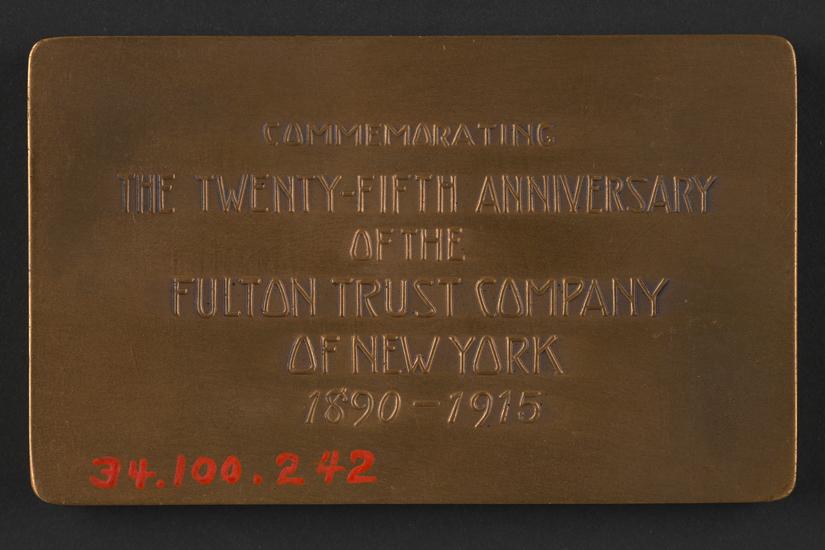 COMMEMORATING
THE TWENTY-FIFTH ANNIVERSARY
OF THE
FULTON TRUST COMPANY
OF NEW YORK
1890-1915
34.100.242